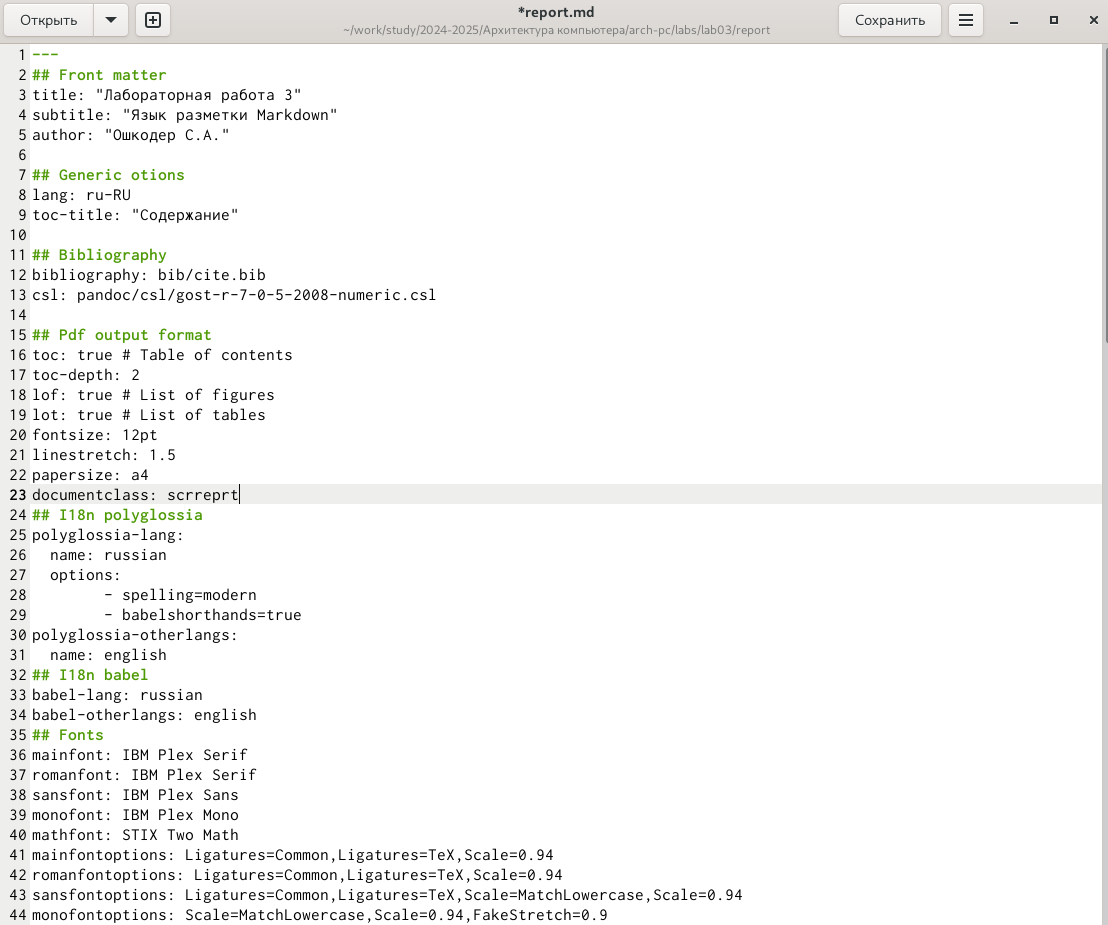 Открыть
*report.md
~/work/study/2024-2025/Архитектура компьютера/arch-pc/labs/lab03/report
Сохранить
1 ---
2 ## Front matter
3 title: "Лабораторная работа 3"
4 subtitle: "Язык разметки Markdown"
5 author: "Ошкодер С.А."
6
7 ## Generic otions
8 lang: ru-RU
9 toc-title: "Содержание"
10
11 ## Bibliography
12 bibliography: bib/cite.bib
13 csl: pandoc/csl/gost-r-7-0-5-2008-numeric.csl
14
15 ## Pdf output format
16 toc: true # Table of contents
17 toc-depth: 2
18 lof: true # List of figures
19 lot: true # List of tables
20 fontsize: 12pt
21 linestretch: 1.5
22 papersize: a4
23 documentclass: scrreprt
24 ## I18n polyglossia
25 polyglossia-lang:
26   name: russian
27   options:
28         - spelling=modern
29         - babelshorthands=true
30 polyglossia-otherlangs:
31   name: english
32 ## I18n babel
33 babel-lang: russian
34 babel-otherlangs: english
35 ## Fonts
36 mainfont: IBM Plex Serif
37 romanfont: IBM Plex Serif
38 sansfont: IBM Plex Sans
39 monofont: IBM Plex Mono
40 mathfont: STIX Two Math
41 mainfontoptions: Ligatures=Common,Ligatures=TeX,Scale=0.94
42 romanfontoptions: Ligatures=Common,Ligatures=TeX,Scale=0.94
43 sansfontoptions: Ligatures=Common,Ligatures=TeX,Scale=MatchLowercase,Scale=0.94
44 monofontoptions: Scale=MatchLowercase,Scale=0.94,FakeStretch=0.9